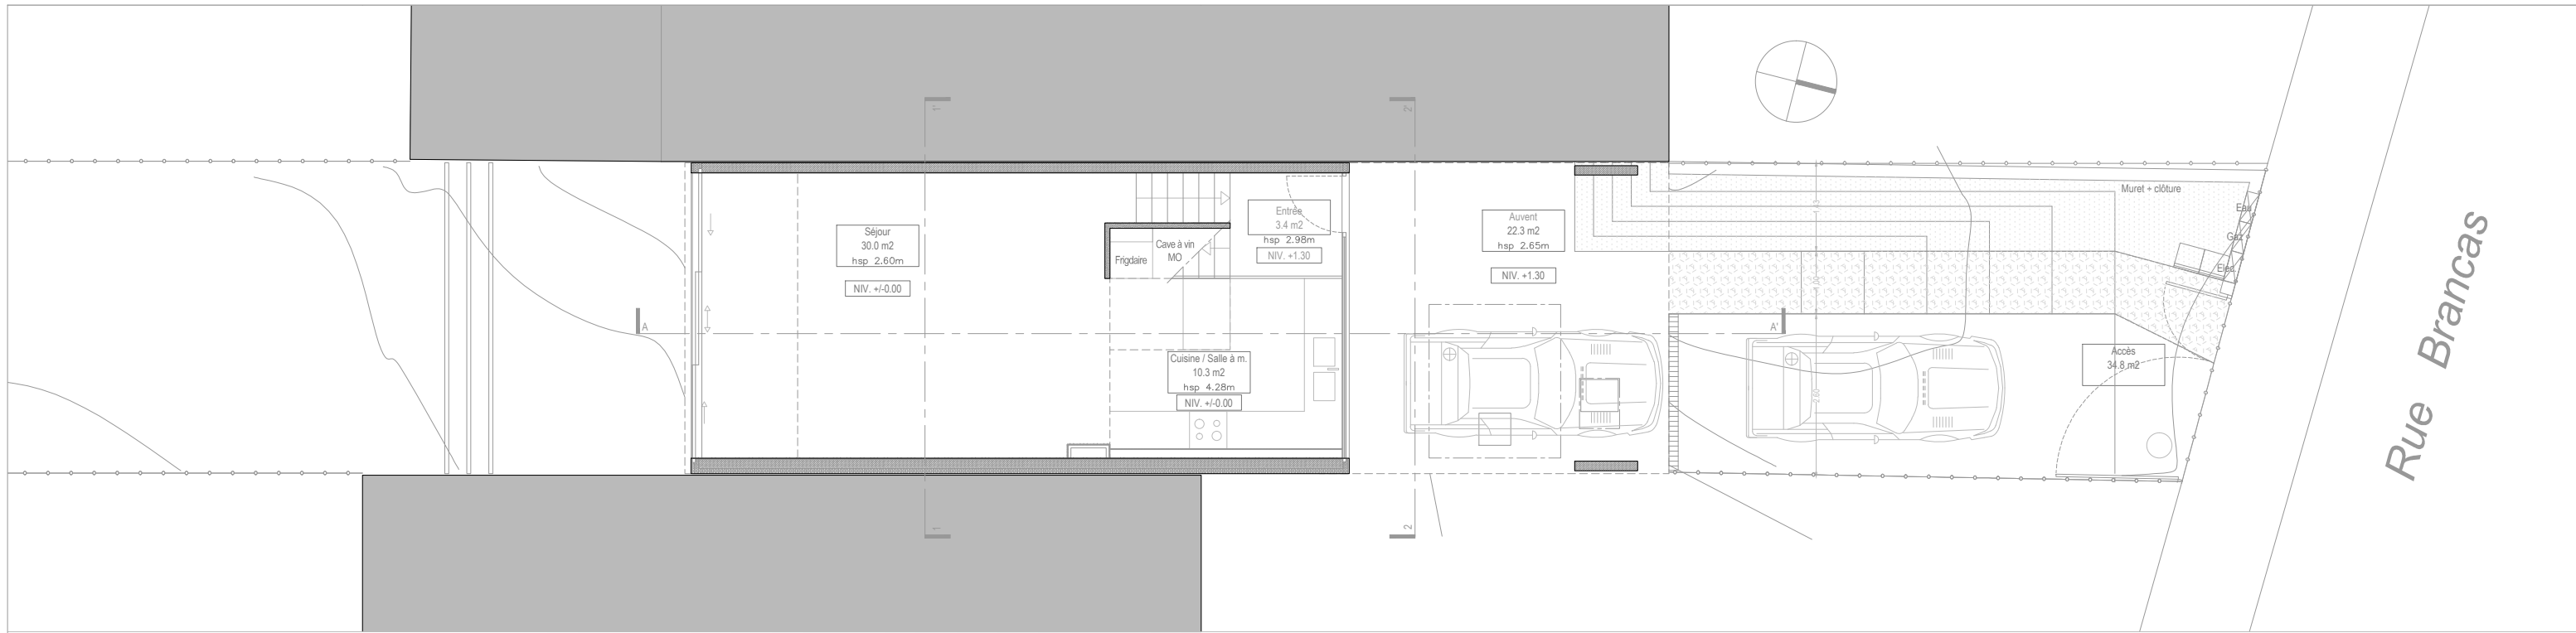 1'
2'
Séjour
30.0 m2
hsp 2.60m
NIV. +/-0.00
Frigdaire
Cave à vin
MO
Entrée
3.4 m2
hsp 2.98m
NIV. +1.30
Cuisine / Salle à m.
10.3 m2
hsp 4.28m
NIV. +/-0.00
Auvent
22.3 m2
hsp 2.65m
NIV. +1.30
Muret + clôture
Eau
Gaz
Elec.
Accès
34.8 m2
A
A'
1
2
Rue Brancas